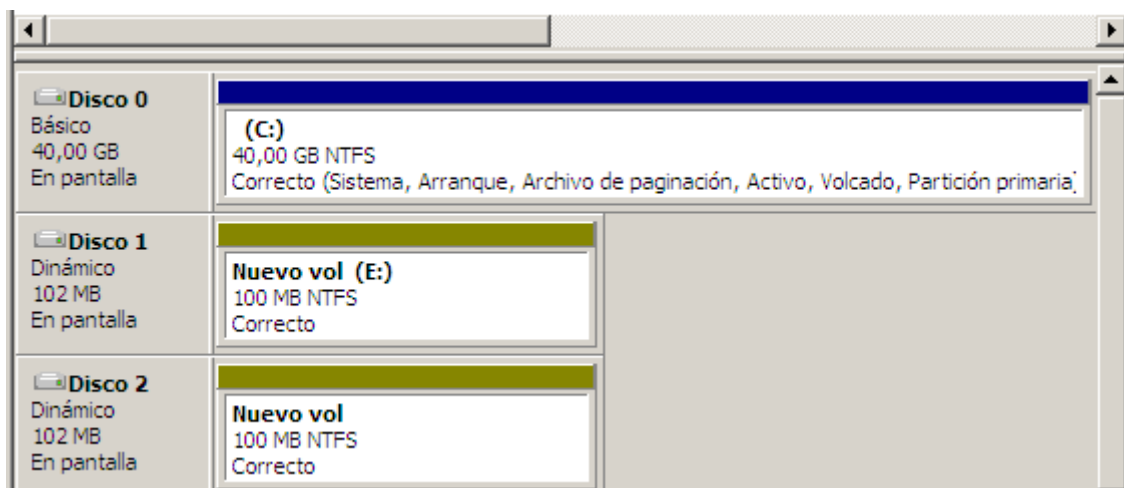 Disco 0
Básico
40,00 GB
En pantalla
(C:)
40,00 GB NTFS
Correcto (Sistema, Arranque, Archivo de paginación, Activo, Volcado, Partición primaria)
Disco 1
Dinámico
102 MB
En pantalla
Nuevo vol (E:)
100 MB NTFS
Correcto
Disco 2
Dinámico
102 MB
En pantalla
Nuevo vol
100 MB NTFS
Correcto